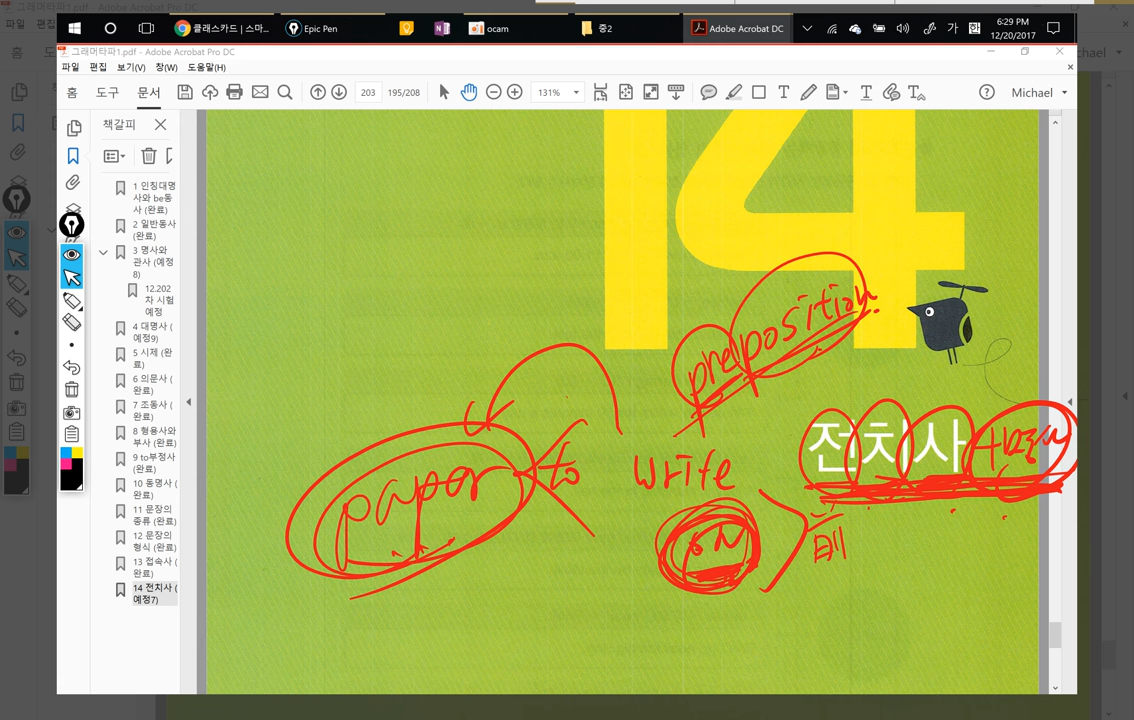 클래스카드 | 스마...
Epic Pen
ocam
중2
Adobe Acrobat DC
가
한
6:29 PM
12/20/2017
그래머타파1.pdf - Adobe Acrobat Pro DC
파일 편집 보기(V) 창(W) 도움말(H)
홈 도구 문서
203
195/208
131%
Michael
책갈피
1 인칭대명
사와 be동
사 (완료)
2 일반동사
(완료)
3 명사와
관사 (예정
8)
12.202
차 시험
예정
4 대명사 (
예정9)
5 시제 (완
료)
6 의문사 (
완료)
7 조동사 (
완료)
8 형용사와
부사 (완료)
9 to부정사
(완료)
10 동명사 (
완료)
11 문장의
종류 (완료)
12 문장의
형식 (완료)
13 접속사 (
완료)
14 전치사 (
예정7)
14
preposition
전치사
paper to write
on
前